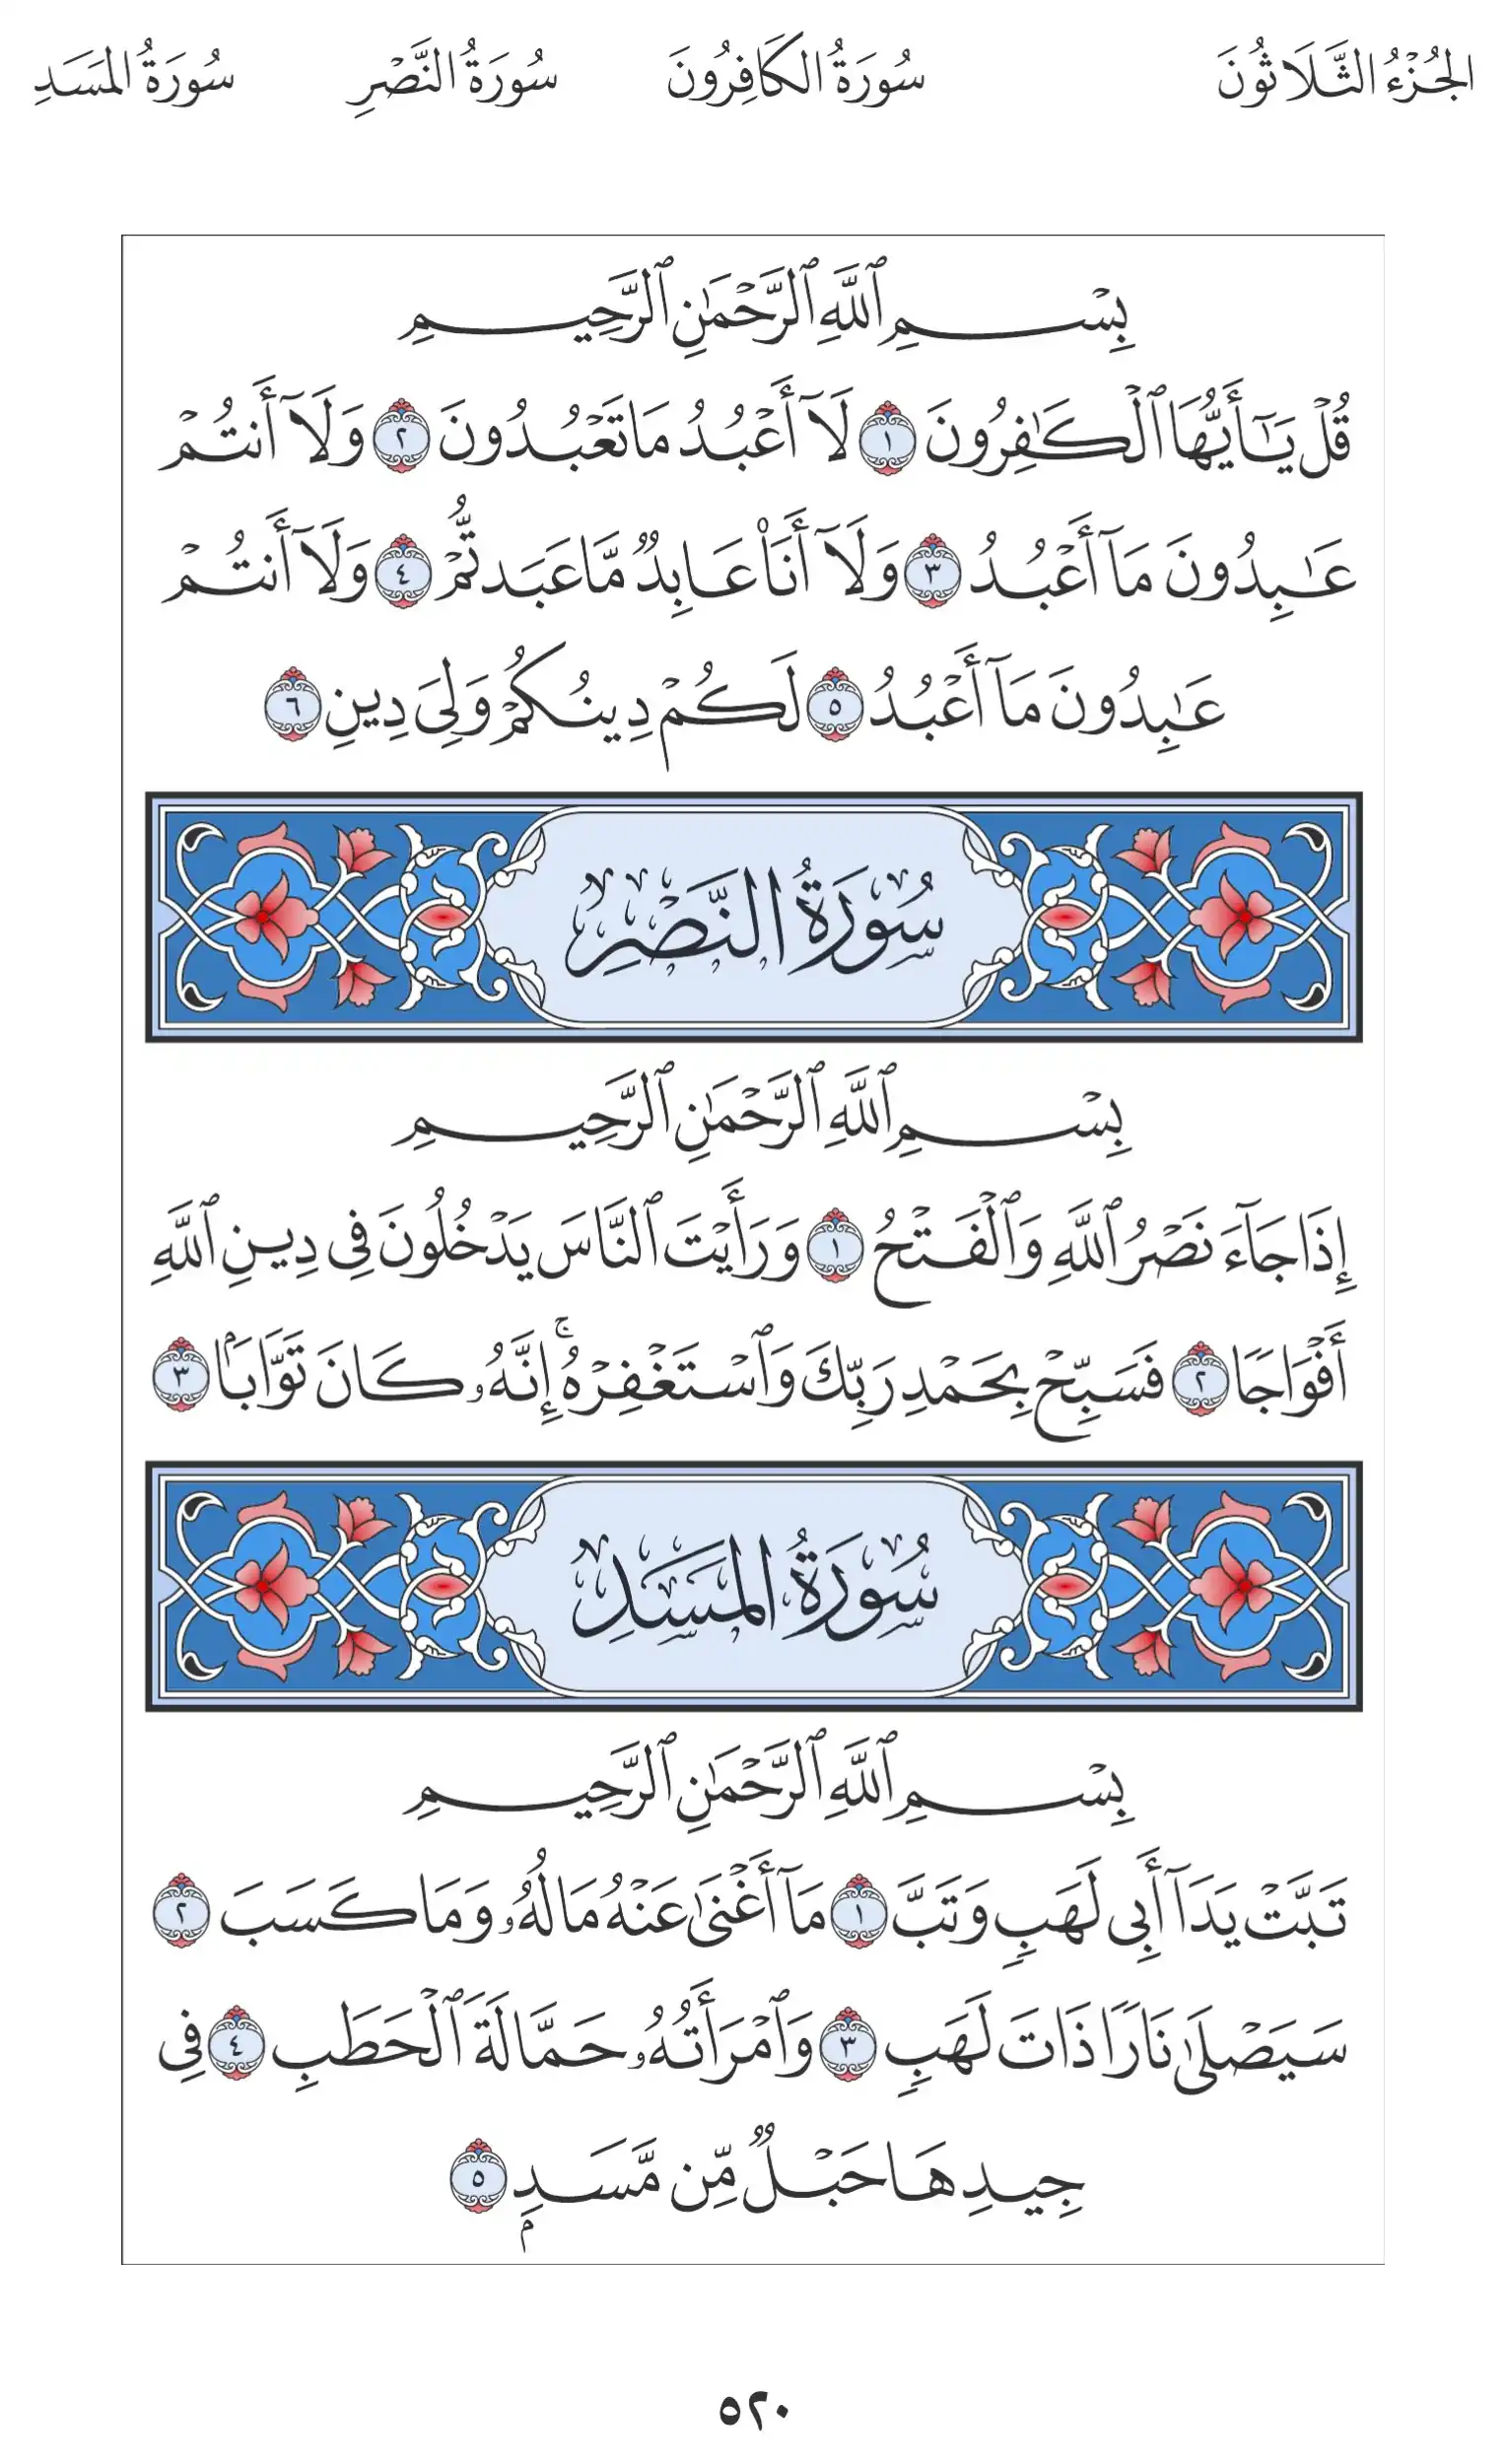 الجُزْءُ الثَّلَاثُونَ سُورَةُ الكَافِرُونَ سُورَةُ النَّصْرِ سُورَةُ المَسَدِ
بِسْمِ ٱللَّهِ ٱلرَّحْمَٰنِ ٱلرَّحِيمِ
قُلْ يَٰٓأَيُّهَا ٱلْكَٰفِرُونَ ١ لَآ أَعْبُدُ مَا تَعْبُدُونَ ٢ وَلَآ أَنتُمْ
عَٰبِدُونَ مَآ أَعْبُدُ ٣ وَلَآ أَنَا۠ عَابِدٌ مَّا عَبَدتُّمْ ٤ وَلَآ أَنتُمْ
عَٰبِدُونَ مَآ أَعْبُدُ ٥ لَكُمْ دِينُكُمْ وَلِيَ دِينِ ٦
سُورَةُ النَّصْرِ
بِسْمِ ٱللَّهِ ٱلرَّحْمَٰنِ ٱلرَّحِيمِ
إِذَا جَآءَ نَصْرُ ٱللَّهِ وَٱلْفَتْحُ ١ وَرَأَيْتَ ٱلنَّاسَ يَدْخُلُونَ فِى دِينِ ٱللَّهِ
أَفْوَاجًا ٢ فَسَبِّحْ بِحَمْدِ رَبِّكَ وَٱسْتَغْفِرْهُ ۚ إِنَّهُۥ كَانَ تَوَّابَۢا ٣
سُورَةُ المَسَدِ
بِسْمِ ٱللَّهِ ٱلرَّحْمَٰنِ ٱلرَّحِيمِ
تَبَّتْ يَدَآ أَبِى لَهَبٍ وَتَبَّ ١ مَآ أَغْنَىٰ عَنْهُ مَالُهُۥ وَمَا كَسَبَ ٢
سَيَصْلَىٰ نَارًا ذَاتَ لَهَبٍ ٣ وَٱمْرَأَتُهُۥ حَمَّالَةَ ٱلْحَطَبِ ٤ فِى
جِيدِهَا حَبْلٌ مِّن مَّسَدِۭ ٥
٥٢٠